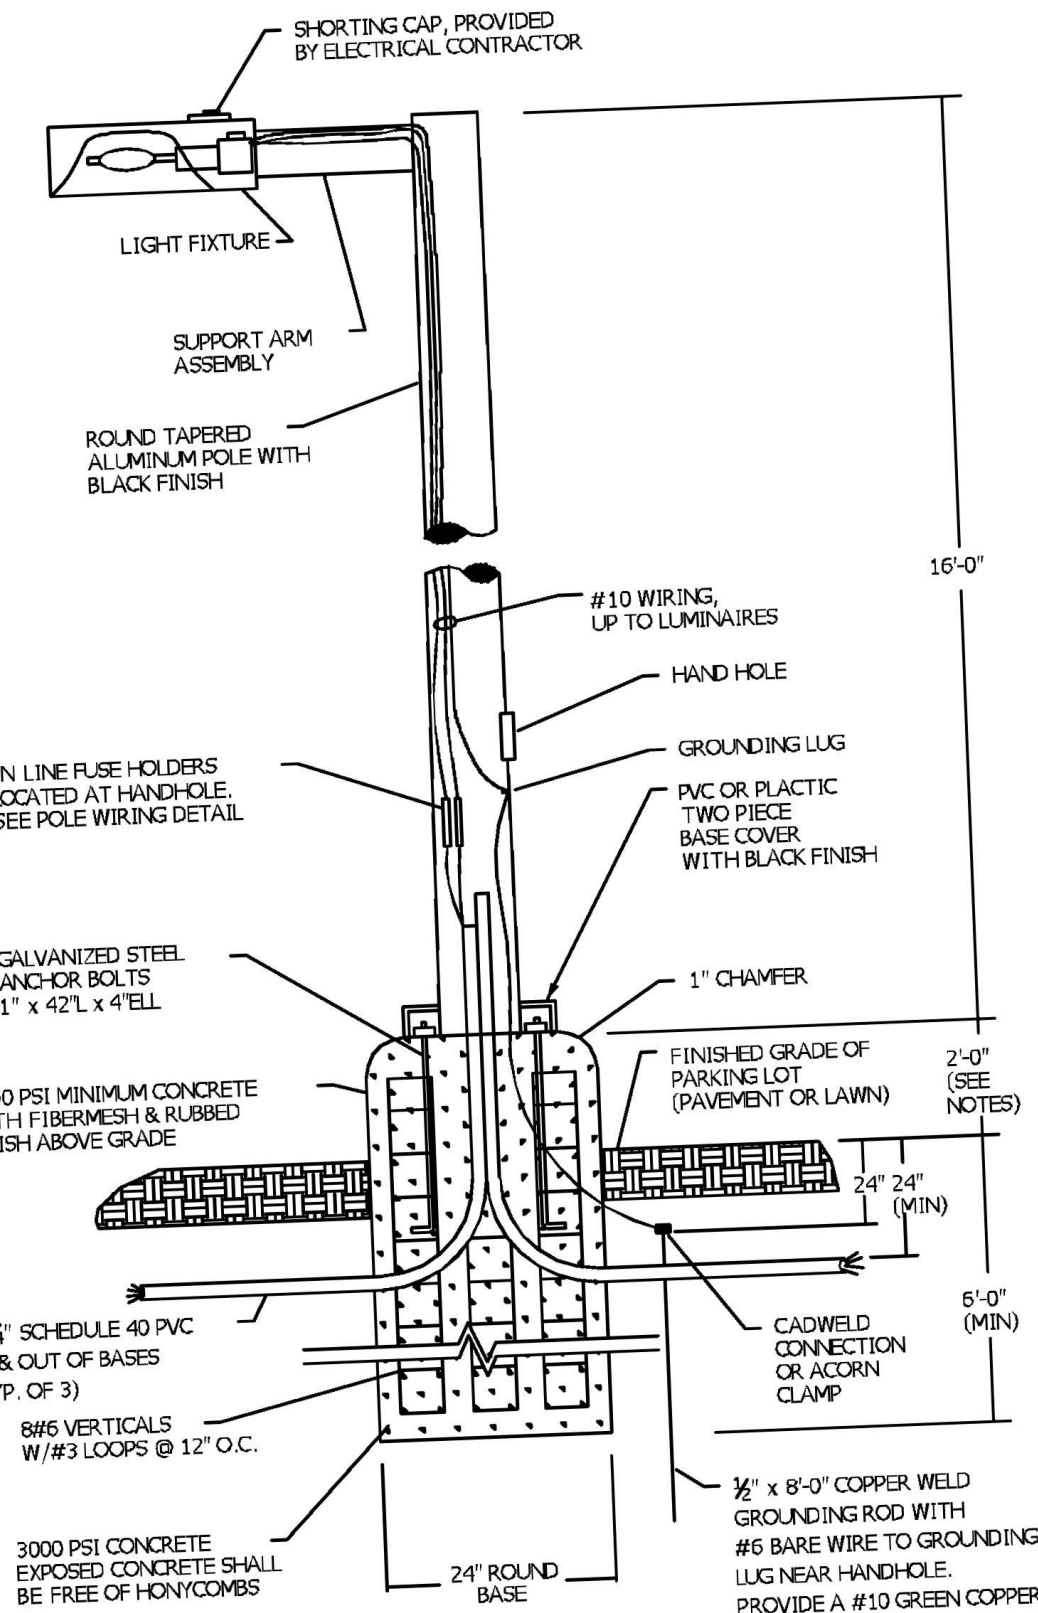 SHORTING CAP, PROVIDED
BY ELECTRICAL CONTRACTOR
LIGHT FIXTURE
SUPPORT ARM
ASSEMBLY
ROUND TAPERED
ALUMINUM POLE WITH
BLACK FINISH
16'-0"
#10 WIRING,
UP TO LUMINAIRES
HAND HOLE
GROUNDING LUG
N LINE FUSE HOLDERS
OCATED AT HANDHOLE.
SEE POLE WIRING DETAIL
PVC OR PLACTIC
TWO PIECE
BASE COVER
WITH BLACK FINISH
GALVANIZED STEEL
ANCHOR BOLTS
1" x 42"L x 4"ELL
1" CHAMFER
FINISHED GRADE OF
PARKING LOT
(PAVEMENT OR LAWN)
2'-0"
(SEE
NOTES)
0 PSI MINIMUM CONCRETE
TH FIBERMESH & RUBBED
ISH ABOVE GRADE
24" 24"
(MIN)
6'-0"
(MIN)
" SCHEDULE 40 PVC
& OUT OF BASES
P. OF 3)
CADWELD
CONNECTION
OR ACORN
CLAMP
8#6 VERTICALS
W/#3 LOOPS @ 12" O.C.
3000 PSI CONCRETE
EXPOSED CONCRETE SHALL
BE FREE OF HONYCOMBS
24" ROUND
BASE
½" x 8'-0" COPPER WELD
GROUNDING ROD WITH
#6 BARE WIRE TO GROUNDING
LUG NEAR HANDHOLE.
PROVIDE A #10 GREEN COPPER